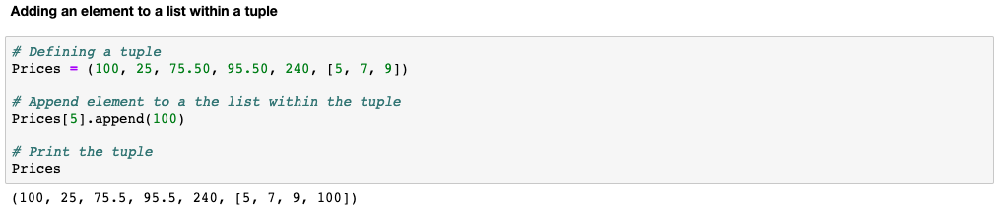 Adding an element to a list within a tuple
# Defining a tuple
Prices = (100, 25, 75.50, 95.50, 240, [5, 7, 9])
# Append element to a the list within the tuple
Prices[5].append(100)
# Print the tuple
Prices
(100, 25, 75.5, 95.5, 240, [5, 7, 9, 100])